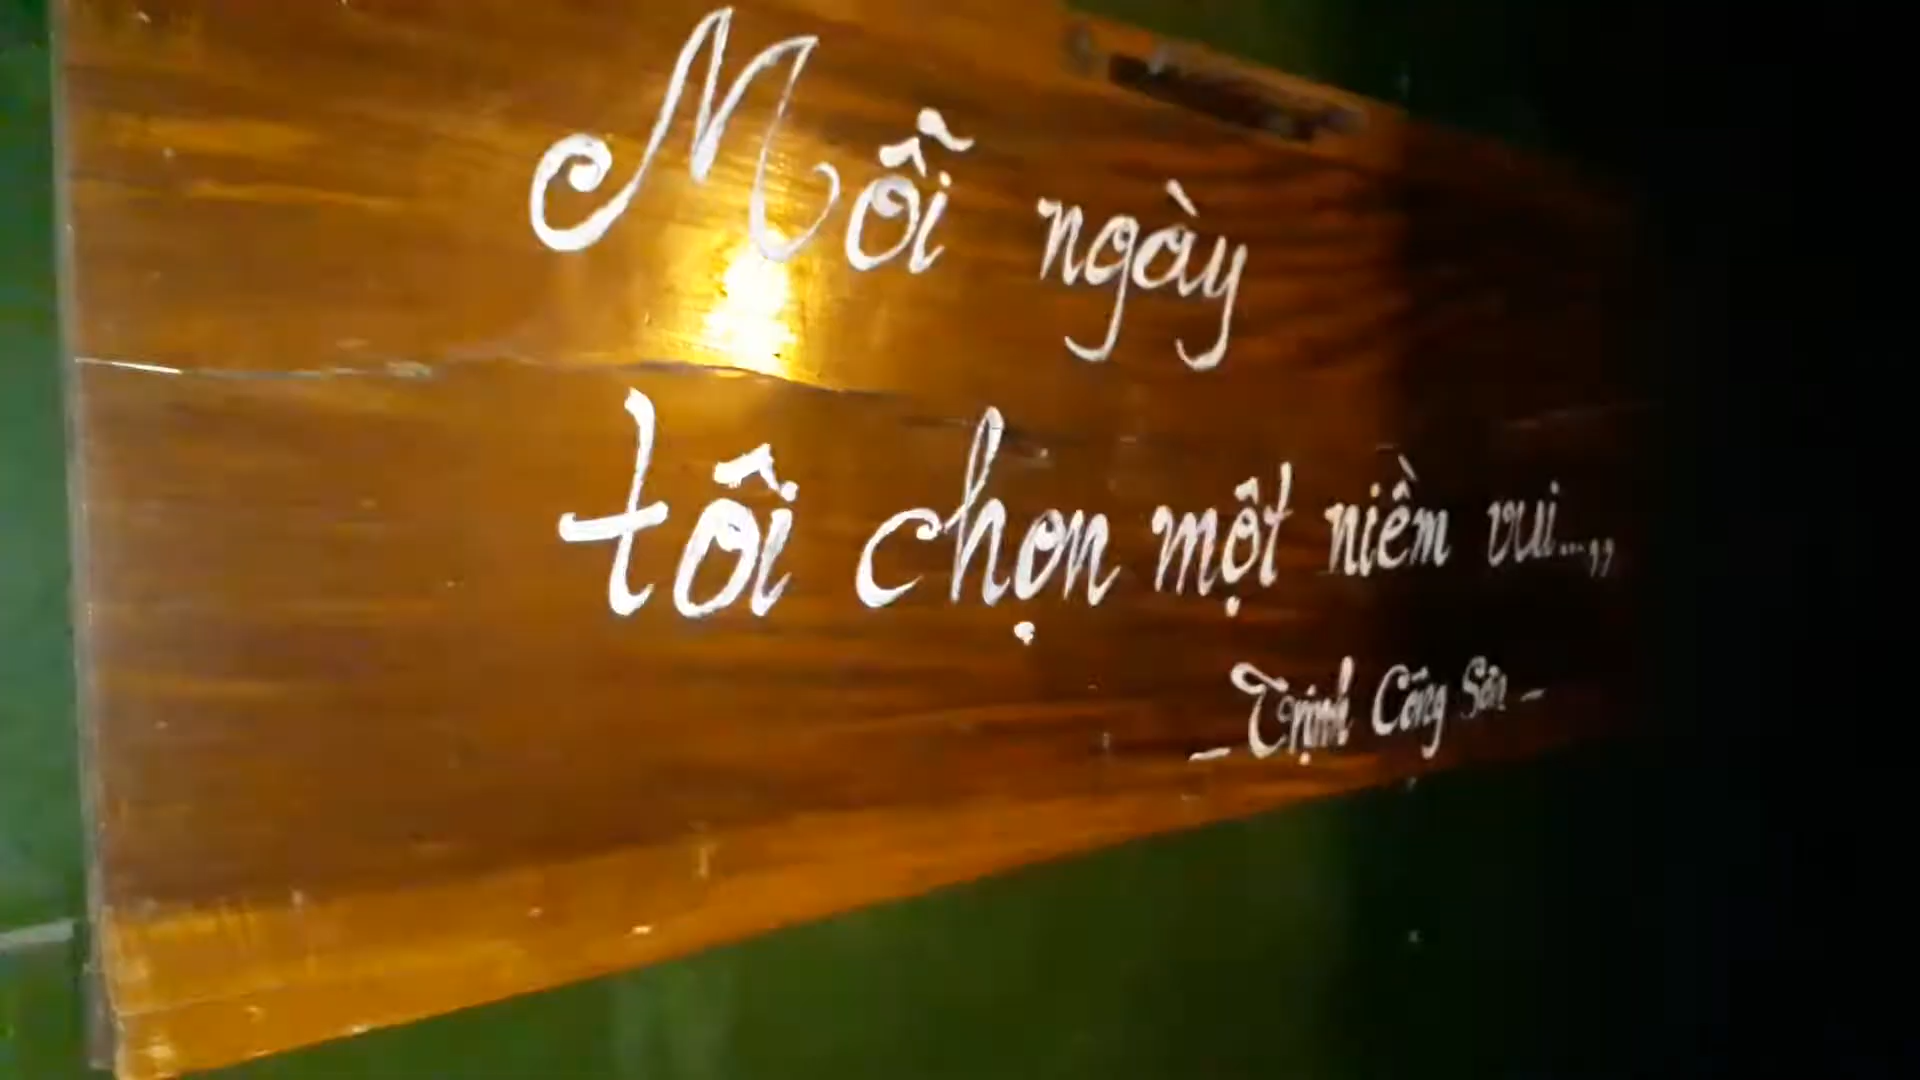 Mỗi ngày
tôi chọn một niềm vui...,,
_ Trịnh Công Sơn _